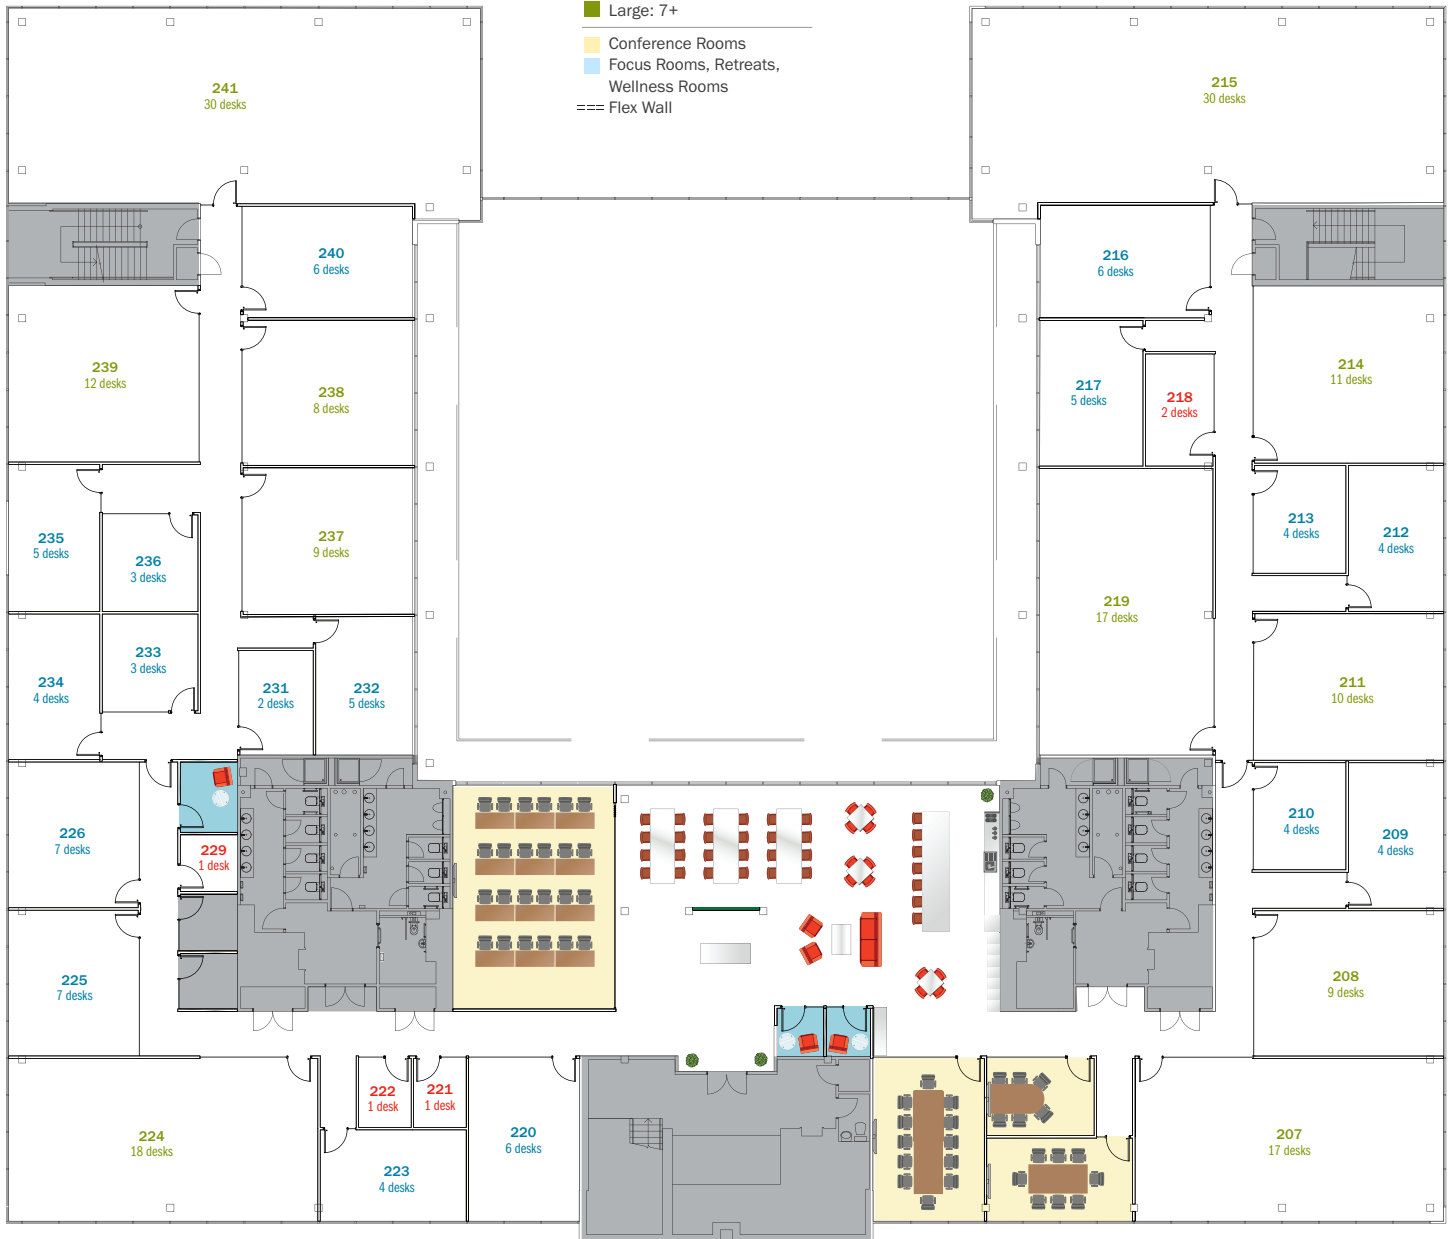 Large: 7+
Conference Rooms
Focus Rooms, Retreats,
Wellness Rooms
Flex Wall
241
30 desks
215
30 desks
240
6 desks
216
6 desks
239
12 desks
238
8 desks
217
5 desks
218
2 desks
214
11 desks
235
5 desks
236
3 desks
237
9 desks
213
4 desks
212
4 desks
219
17 desks
234
4 desks
233
3 desks
231
2 desks
232
5 desks
211
10 desks
226
7 desks
229
1 desk
210
4 desks
209
4 desks
225
7 desks
208
9 desks
224
18 desks
222
1 desk
221
1 desk
223
4 desks
220
6 desks
207
17 desks